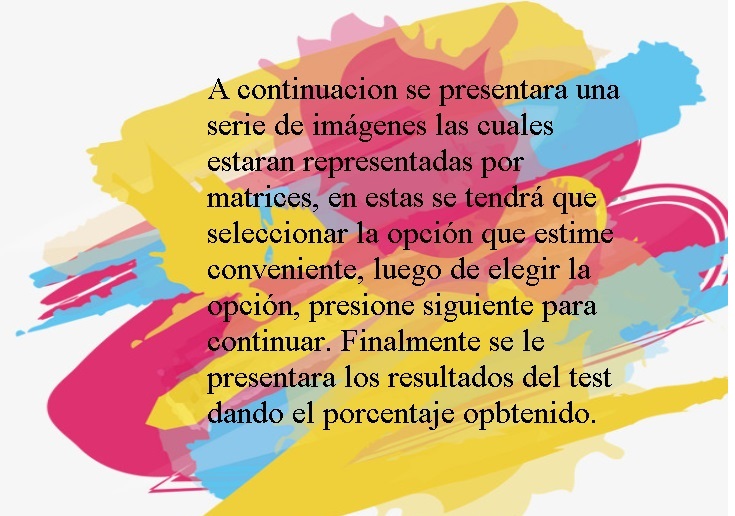 A continuacion se presentara una
serie de imágenes las cuales
estaran representadas por
matrices, en estas se tendrá que
seleccionar la opción que estime
conveniente, luego de elegir la
opción, presione siguiente para
continuar. Finalmente se le
presentara los resultados del test
dando el porcentaje opbtenido.